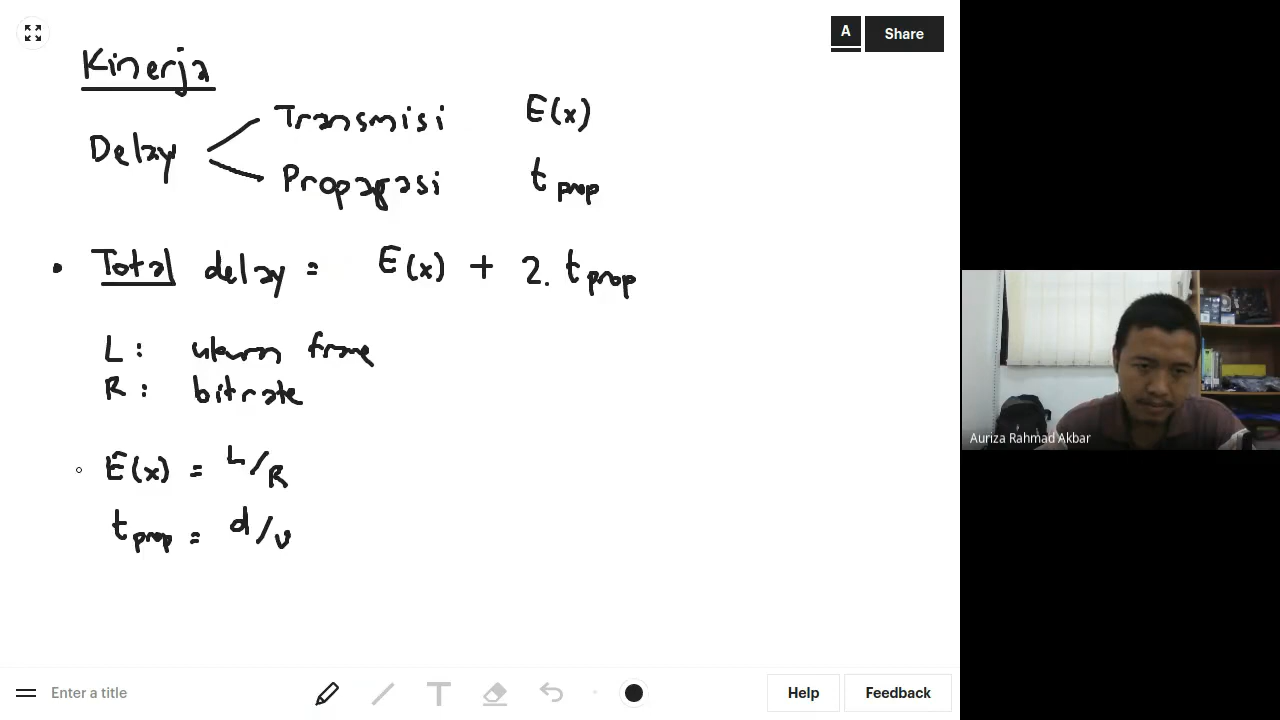 A Share
Kinerja
Delay Transmisi E(x)
Propagasi t prop
• Total delay = E(x) + 2. t prop
L : ukuran frame
R : bitrate
E(x) = L/R
t prop = d/v
Auriza Rahmad Akbar
Enter a title T Help Feedback